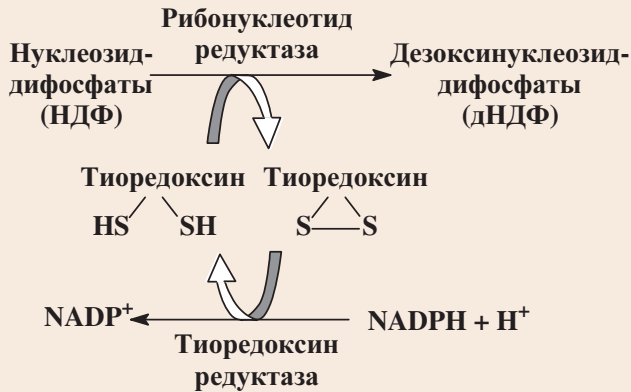 Рибонуклеотид
редуктаза
Нуклеозид-
дифосфаты
(НДФ)
Дезоксинуклеозид-
дифосфаты
(дНДФ)
Тиоредоксин Тиоредоксин
HS SH S S
NADP+ NADPH + H+
Тиоредоксин
редуктаза